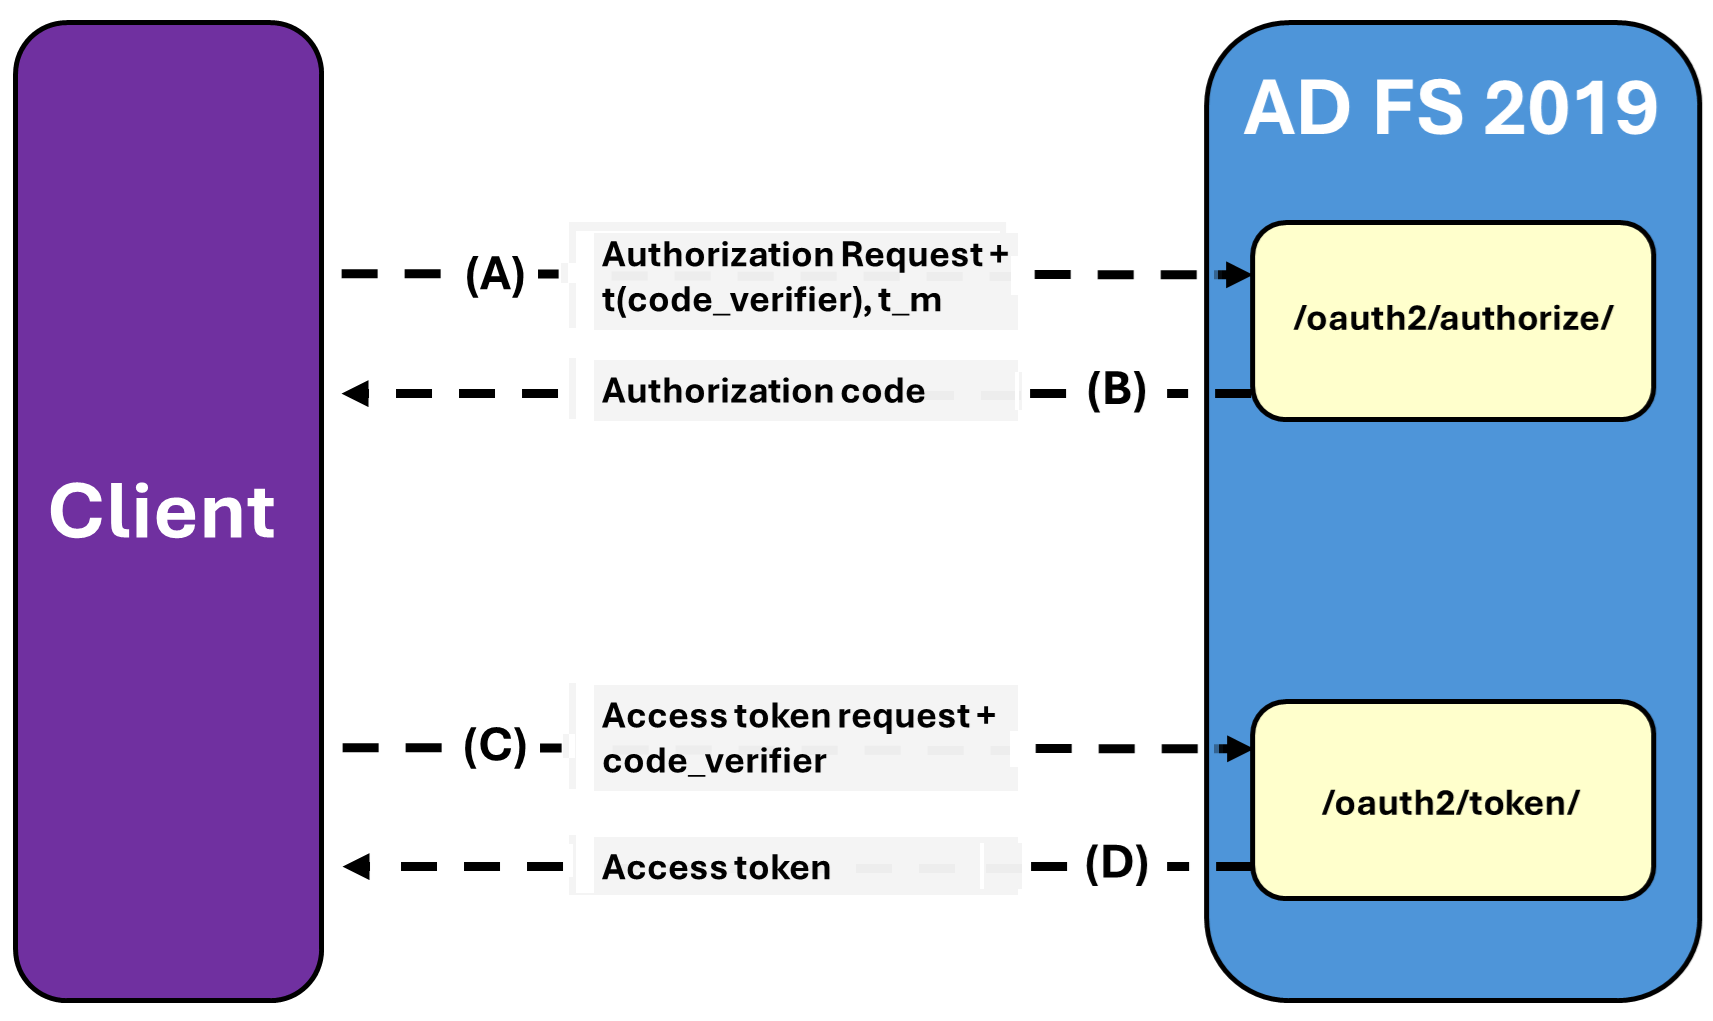 AD FS 2019
(A)
Authorization Request +
t(code_verifier), t_m
/oauth2/authorize/
Authorization code
(B)
Client
(C)
Access token request +
code_verifier
/oauth2/token/
Access token
(D)